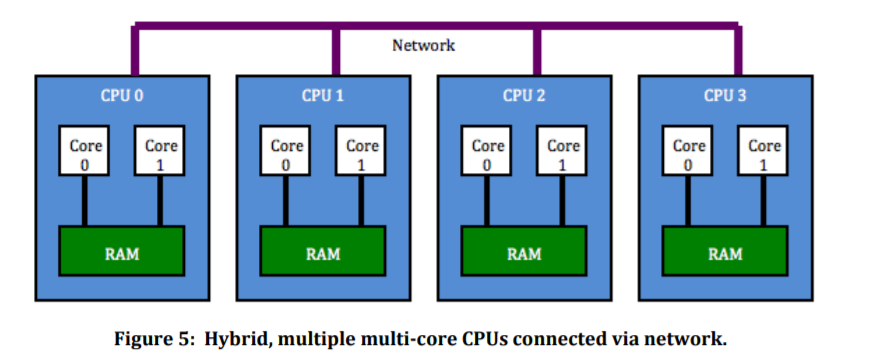 Network
CPU 0
CPU 1
CPU 2
CPU 3
Core
0
Core
1
Core
0
Core
1
Core
0
Core
1
Core
0
Core
1
RAM
RAM
RAM
RAM
Figure 5: Hybrid, multiple multi-core CPUs connected via network.